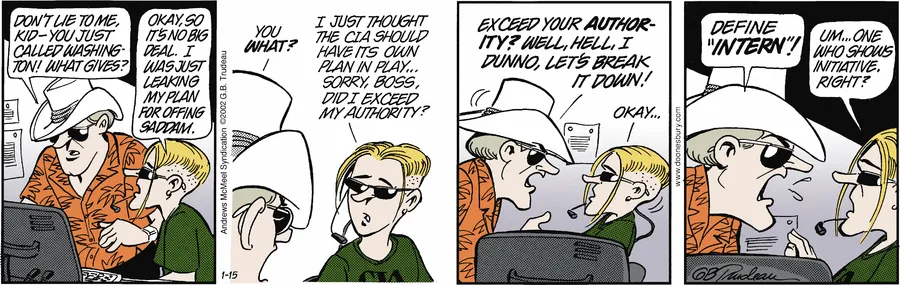 DON'T LIE TO ME,
KID–YOU JUST
CALLED WASHING-
TON! WHAT GIVES?
OKAY, SO
IT'S NO BIG
DEAL. I
WAS JUST
LEAKING
MY PLAN
FOR OFFING
SADDAM.
Andrews McMeel Syndication ©2002 G.B. Trudeau
YOU
WHAT?
I JUST THOUGHT
THE CIA SHOULD
HAVE ITS OWN
PLAN IN PLAY...
SORRY, BOSS,
DID I EXCEED
MY AUTHORITY?
CIA
1-15
EXCEED YOUR AUTHOR-
ITY? WELL, HELL, I
DUNNO, LET'S BREAK
IT DOWN!
OKAY...
www.doonesbury.com
DEFINE
"INTERN"!
UM... ONE
WHO SHOWS
INITIATIVE,
RIGHT?
GBTrudeau